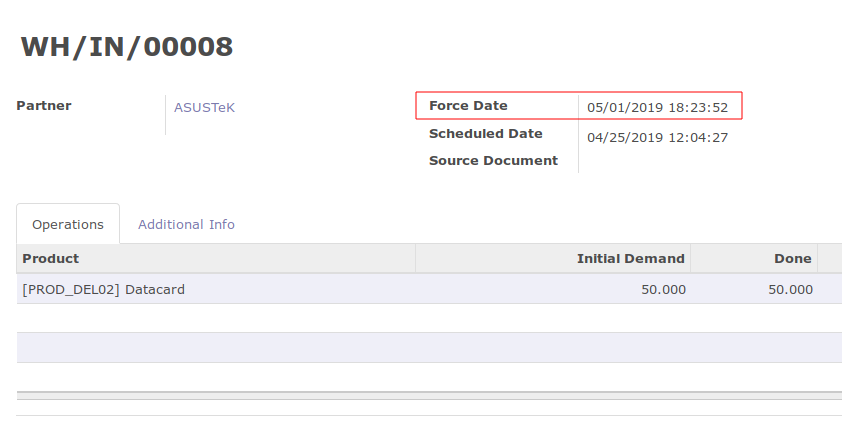 WH/IN/00008
Partner ASUSTeK
Force Date 05/01/2019 18:23:52
Scheduled Date 04/25/2019 12:04:27
Source Document
Operations Additional Info
Product Initial Demand Done
[PROD_DEL02] Datacard 50.000 50.000